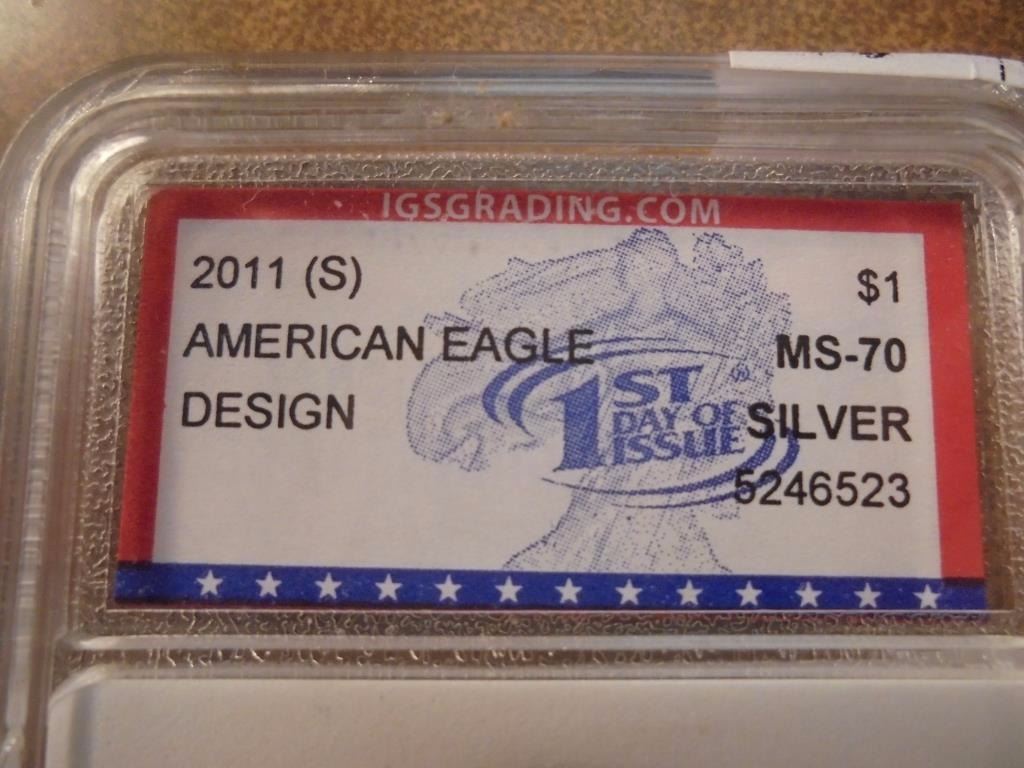 IGSGRADING.COM
2011 (S) $1
AMERICAN EAGLE MS-70
DESIGN SILVER
5246523
1ST ®
DAY OF
ISSUE